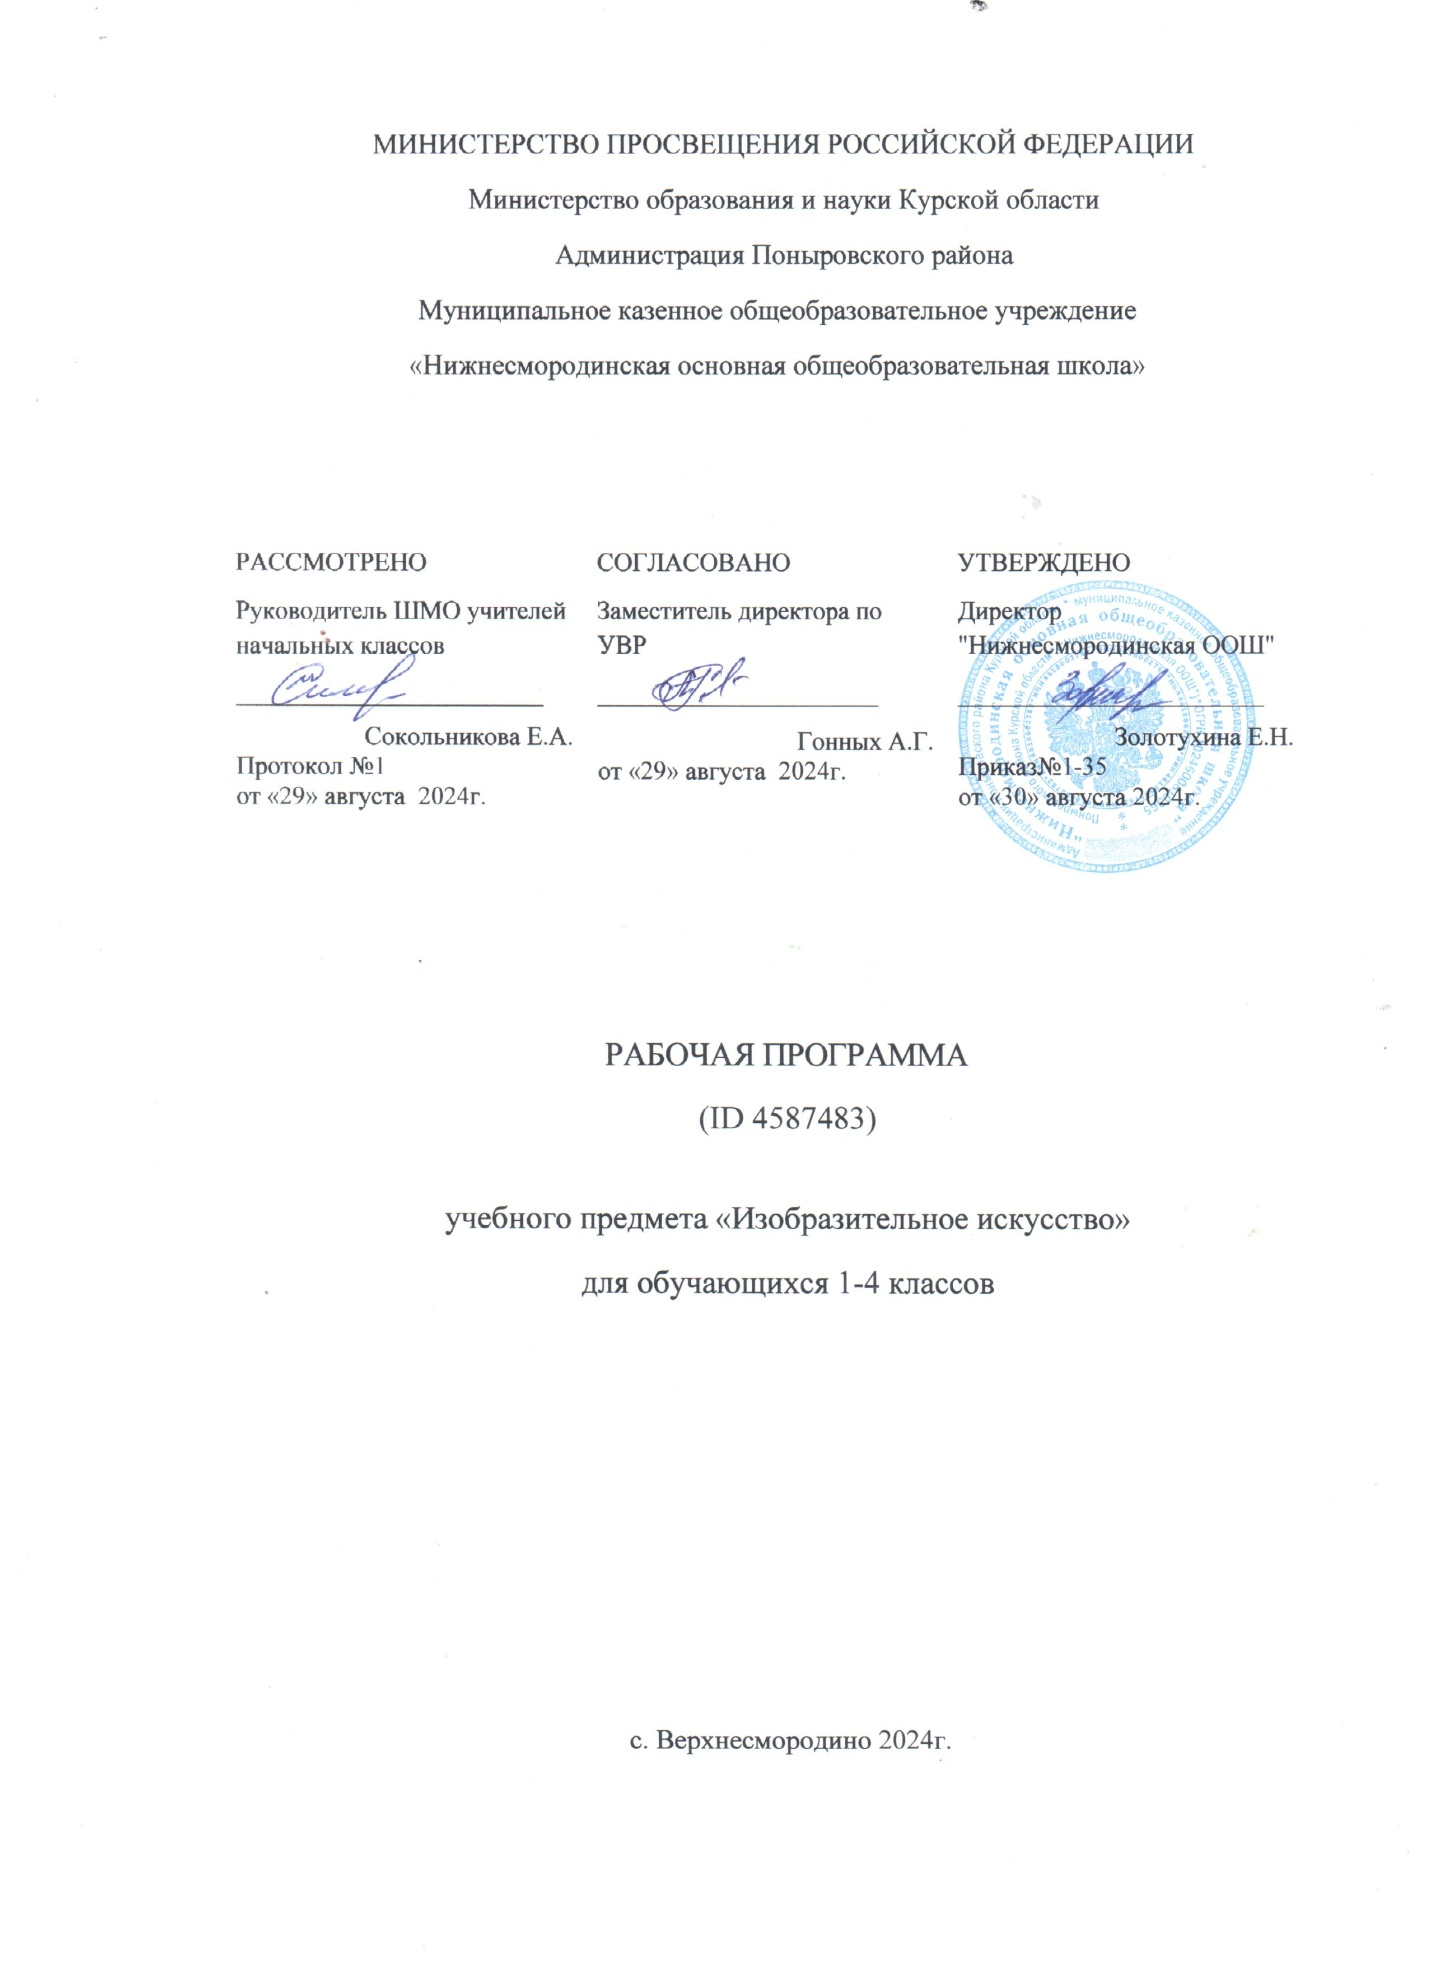 МИНИСТЕРСТВО ПРОСВЕЩЕНИЯ РОССИЙСКОЙ ФЕДЕРАЦИИ
Министерство образования и науки Курской области
Администрация Поныровского района
Муниципальное казенное общеобразовательное учреждение
«Нижнесмородинская основная общеобразовательная школа»
РАССМОТРЕНО
Руководитель ШМО учителей
начальных классов
Сокольникова Е.А.
Протокол №1
от «29» августа 2024г.
СОГЛАСОВАНО
Заместитель директора по
УВР
Гонных А.Г.
от «29» августа 2024г.
УТВЕРЖДЕНО
Директор
"Нижнесмородинская ООШ"
Золотухина Е.Н.
Приказ№1-35
от «30» августа 2024г.
РАБОЧАЯ ПРОГРАММА
(ID 4587483)
учебного предмета «Изобразительное искусство»
для обучающихся 1-4 классов
с. Верхнесмородино 2024г.